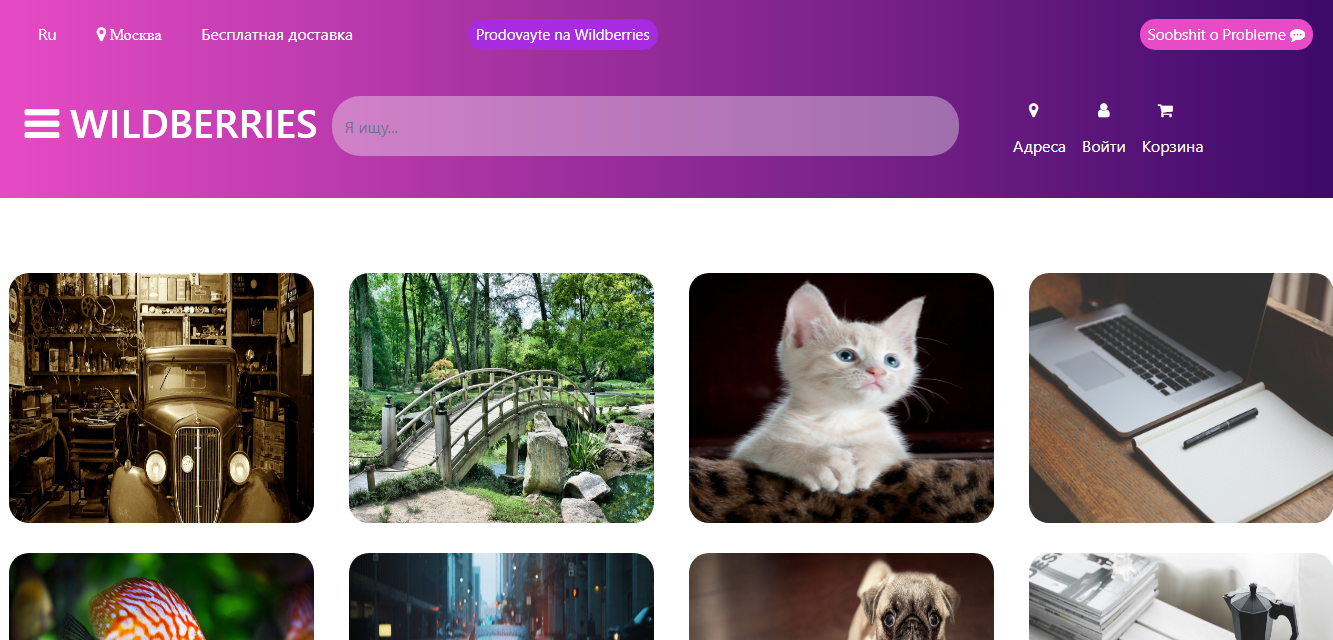 Ru
Москва
Бесплатная доставка
Prodovayte na Wildberries
Soobshit o Probleme
WILDBERRIES
Я ищу...
Адреса
Войти
Корзина